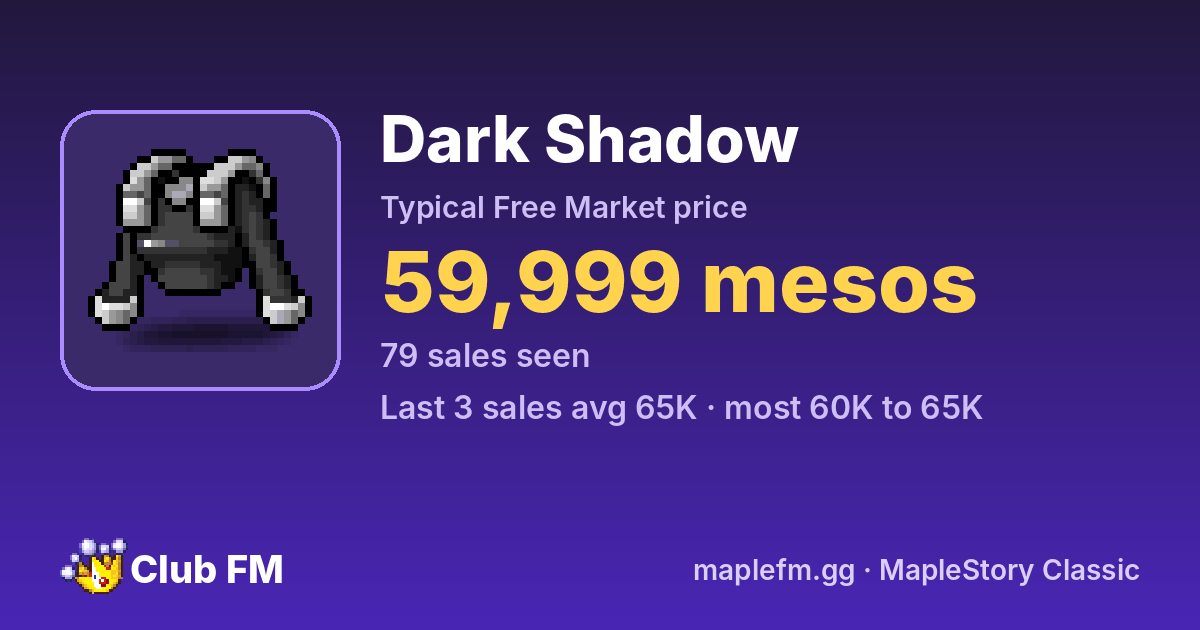 Dark Shadow
Typical Free Market price
59,999 mesos
79 sales seen
Last 3 sales avg 65K · most 60K to 65K
Club FM
maplefm.gg · MapleStory Classic